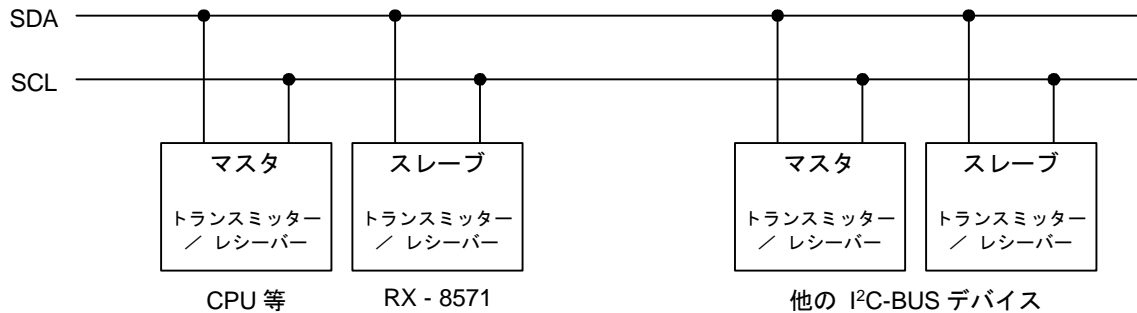 SDA
SCL
マスタ
トランスミッター
／ レシーバー
スレーブ
トランスミッター
／ レシーバー
マスタ
トランスミッター
／ レシーバー
スレーブ
トランスミッター
／ レシーバー
CPU 等
RX - 8571
他の I²C-BUS デバイス